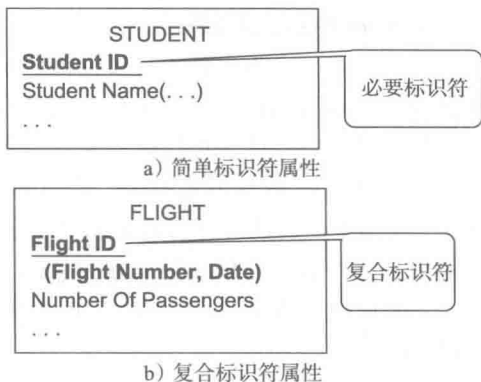 STUDENT
Student ID
Student Name(. . .)
. . .
必要标识符
a）简单标识符属性
FLIGHT
Flight ID
(Flight Number, Date)
Number Of Passengers
. . .
复合标识符
b）复合标识符属性